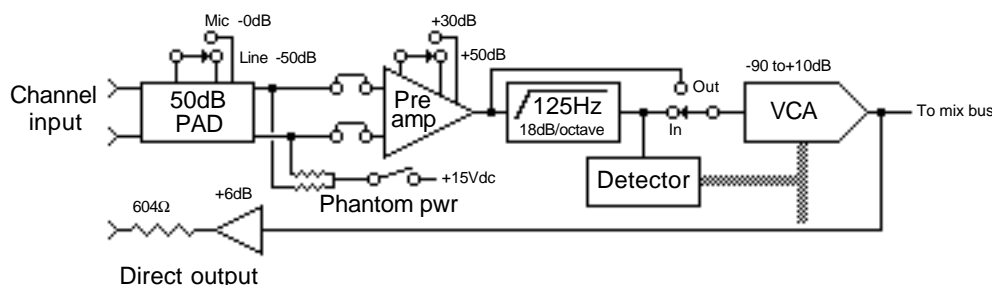 Mic -0dB
+30dB
Line -50dB
+50dB
-90 to+10dB
Channel
input
50dB
PAD
Pre
amp
125Hz
18dB/octave
Out
In
VCA
To mix bus
Detector
+15Vdc
Phantom pwr
604Ω
+6dB
Direct output